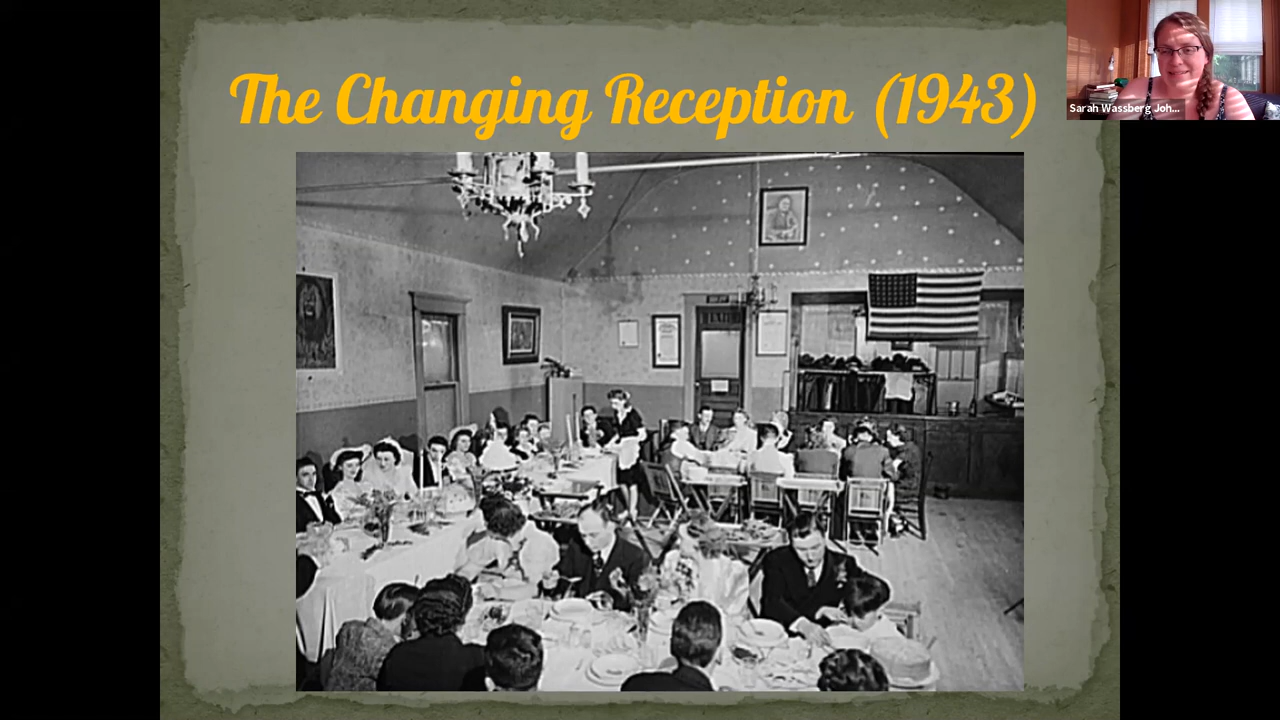 The Changing Reception (1943)
Sarah Wassberg Joh...